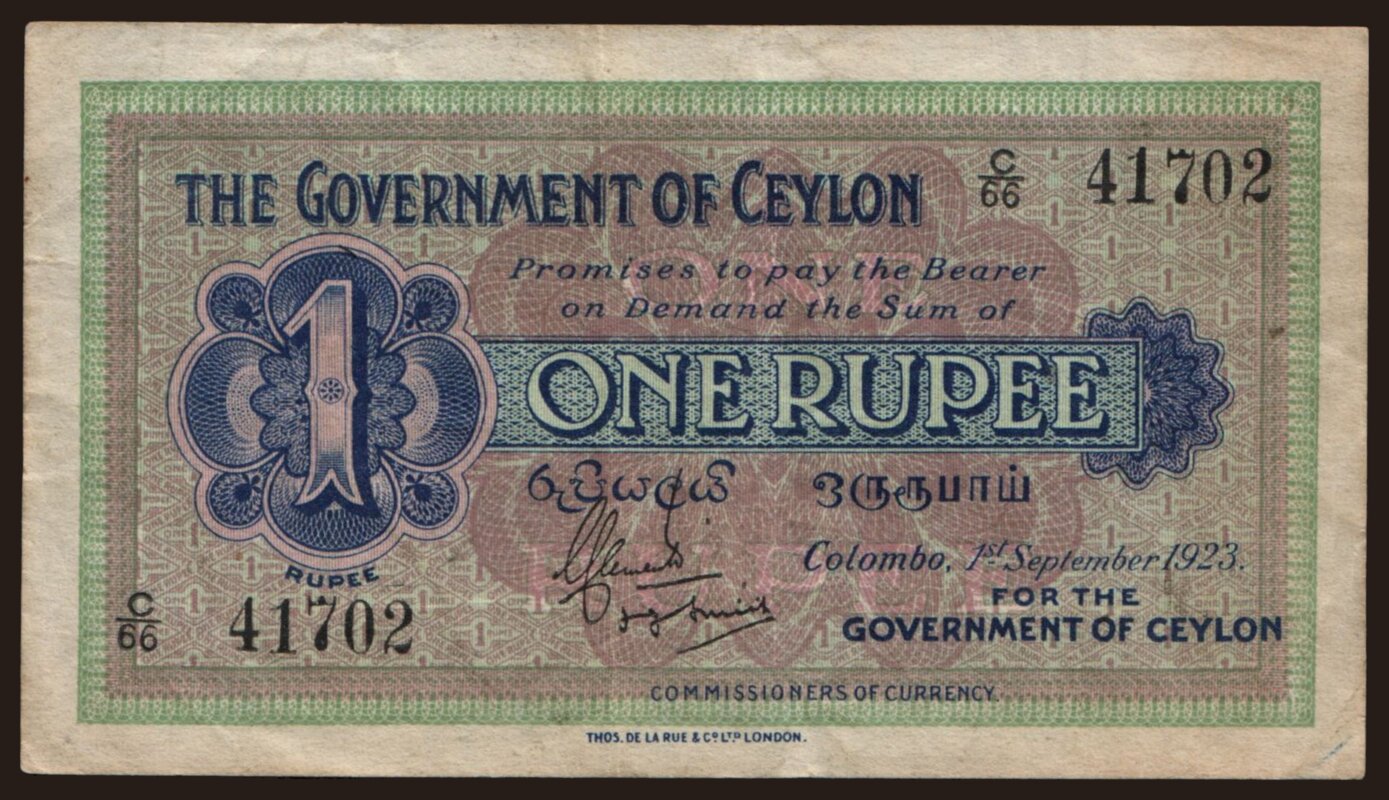 THE GOVERNMENT OF CEYLON
C/66 41702
Promises to pay the Bearer
on Demand the Sum of
1
ONE RUPEE
රුපියලයි ஒருரூபாய்
RUPEE
Colombo, 1st September 1923.
FOR THE
GOVERNMENT OF CEYLON
C/66 41702
COMMISSIONERS OF CURRENCY.
THOS. DE LA RUE & CO LTD LONDON.